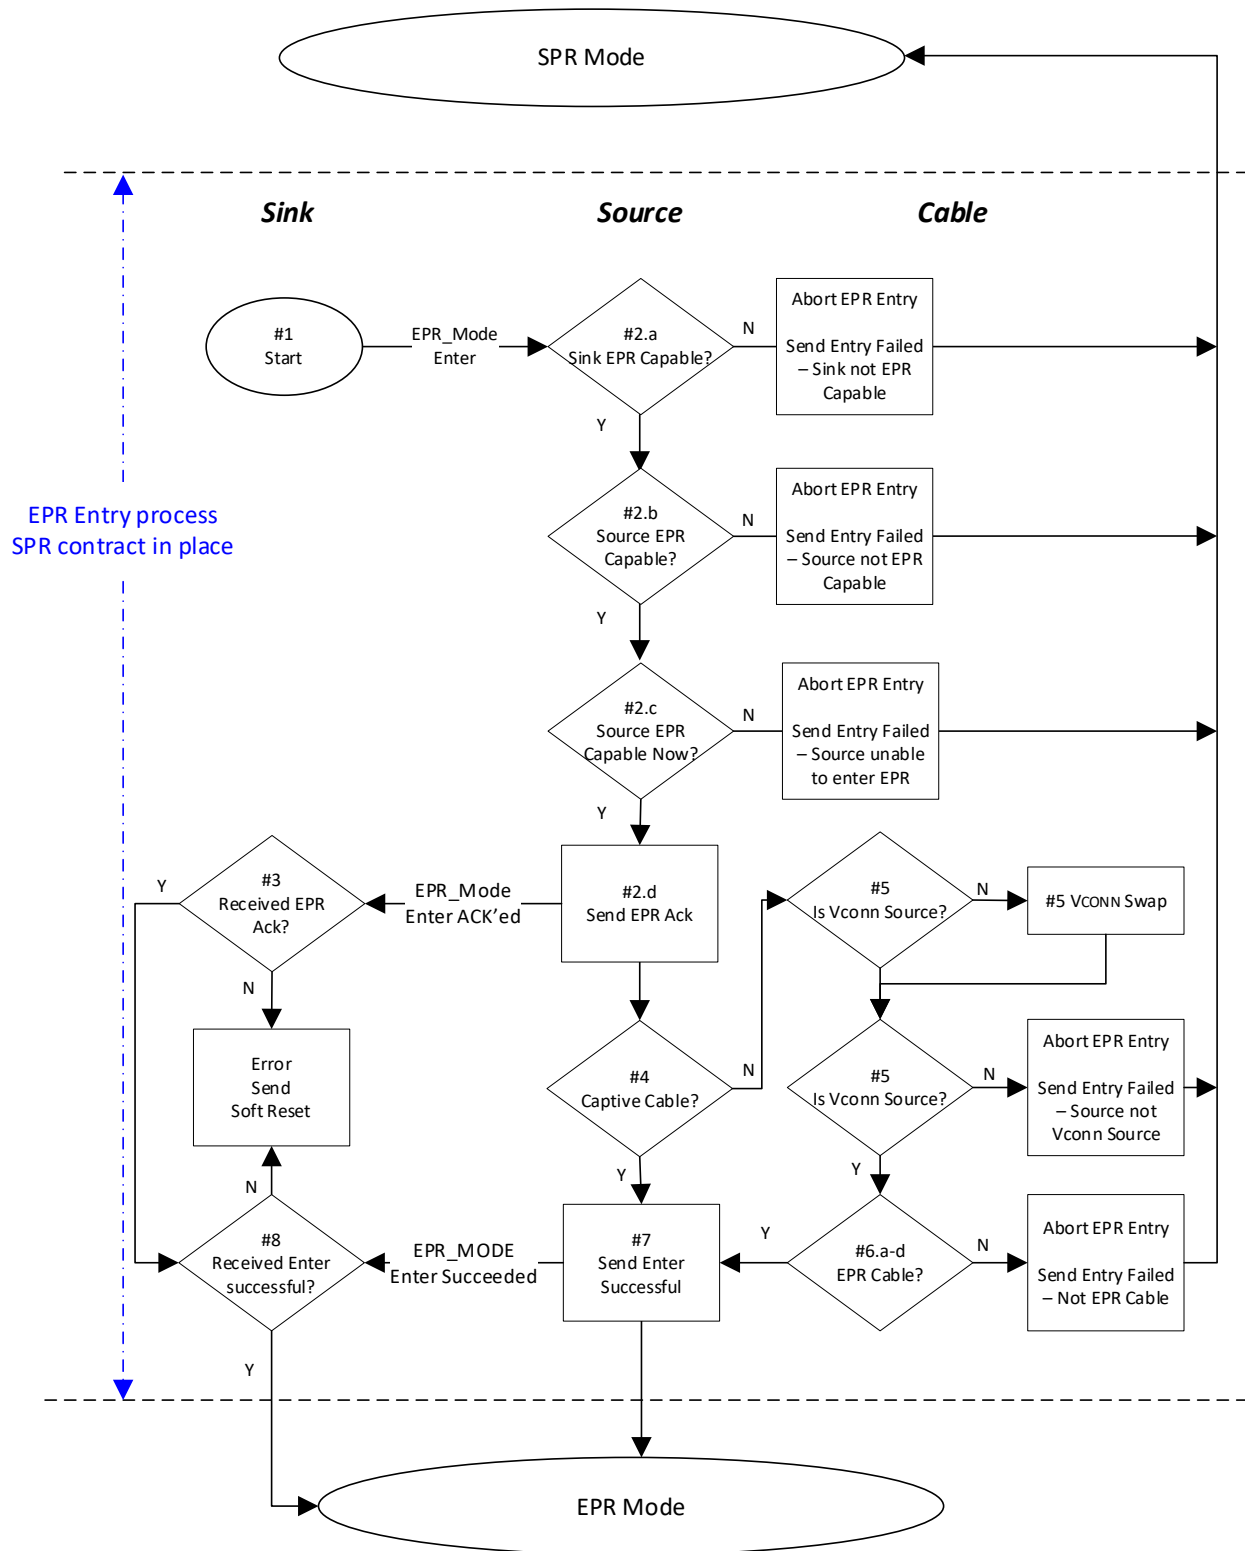 SPR Mode
Sink
Source
Cable
#1
Start
EPR_Mode
Enter
#2.a
Sink EPR Capable?
N
Abort EPR Entry
Send Entry Failed
– Sink not EPR
Capable
Y
EPR Entry process
SPR contract in place
#2.b
Source EPR
Capable?
N
Abort EPR Entry
Send Entry Failed
– Source not EPR
Capable
Y
#2.c
Source EPR
Capable Now?
N
Abort EPR Entry
Send Entry Failed
– Source unable
to enter EPR
Y
Y
#3
Received EPR
Ack?
EPR_Mode
Enter ACK’ed
#2.d
Send EPR Ack
#5
Is Vconn Source?
N
#5 VCONN Swap
N
Error
Send
Soft Reset
#4
Captive Cable?
N
#5
Is Vconn Source?
N
Abort EPR Entry
Send Entry Failed
– Source not
Vconn Source
Y
Y
N
#8
Received Enter
successful?
EPR_MODE
Enter Succeeded
#7
Send Enter
Successful
Y
#6.a-d
EPR Cable?
N
Abort EPR Entry
Send Entry Failed
– Not EPR Cable
Y
EPR Mode